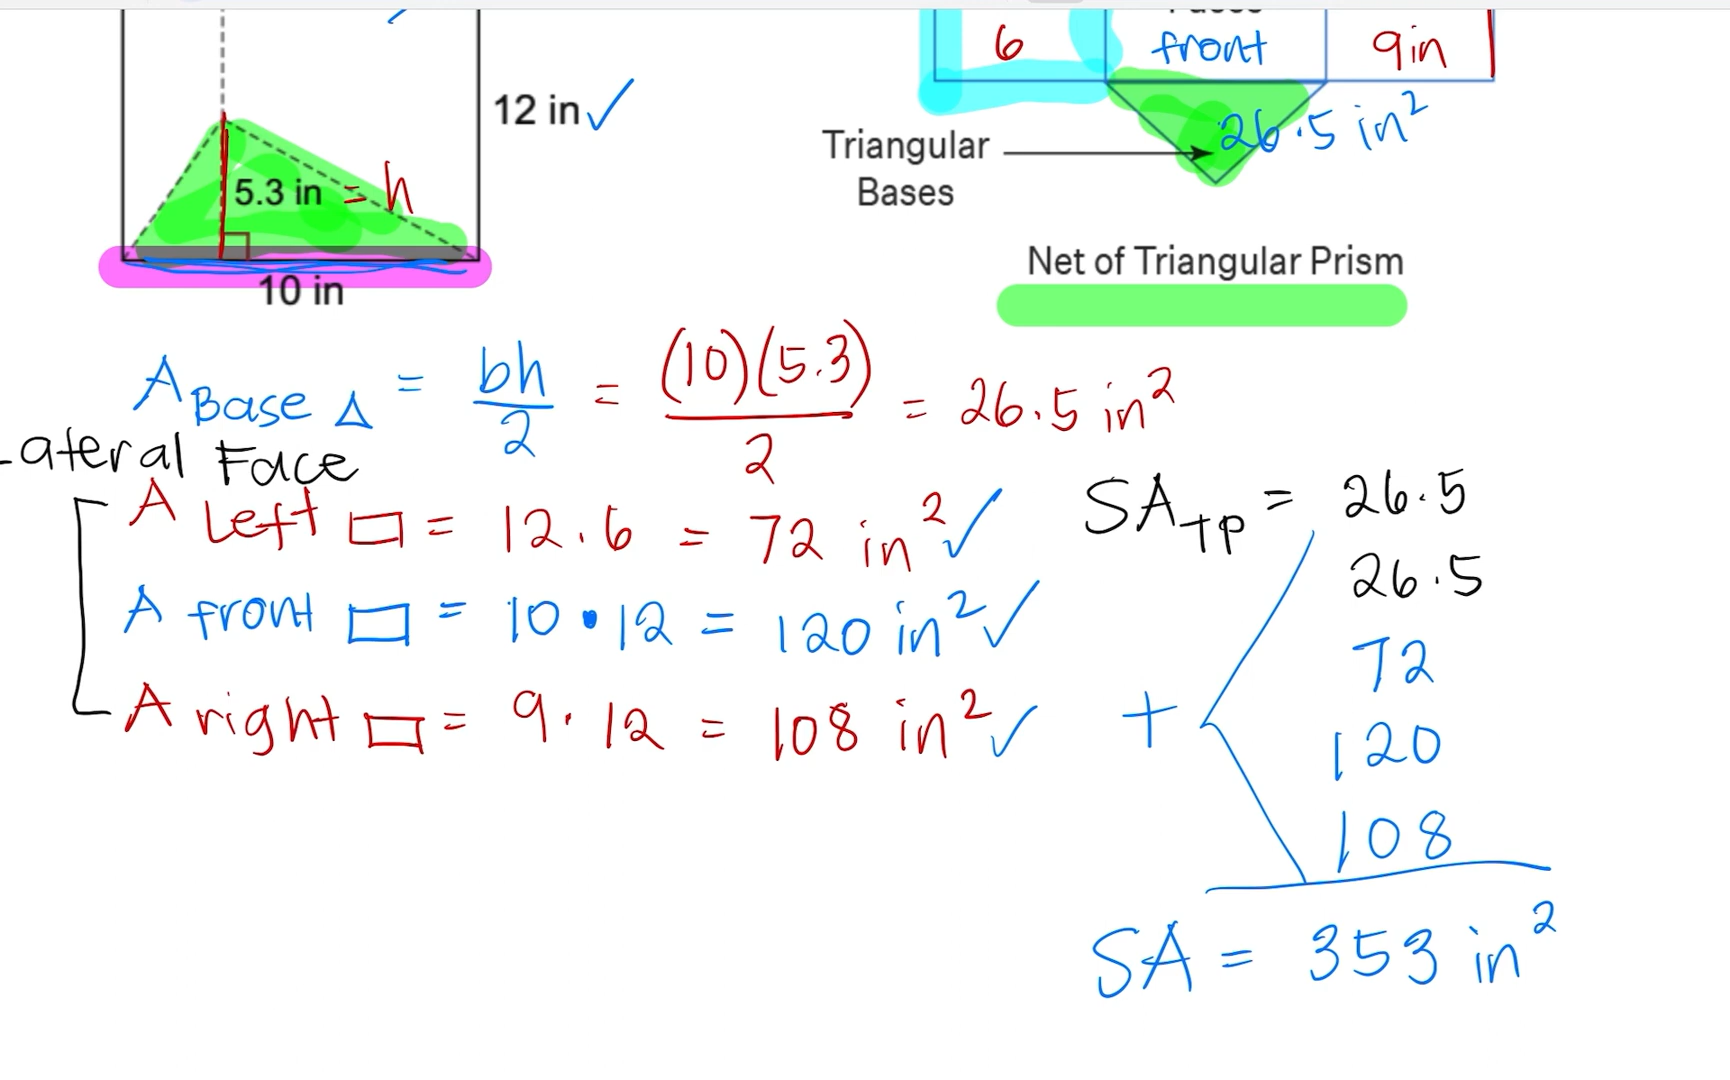 6 front 9in
12 in ✓
26.5 in²
Triangular
Bases
5.3 in = h
Net of Triangular Prism
10 in
A Base △ = bh/2 = (10)(5.3)/2 = 26.5 in²
Lateral Face
A Left ▭ = 12 . 6 = 72 in² ✓
A front ▭ = 10 • 12 = 120 in² ✓
A right ▭ = 9 . 12 = 108 in² ✓
SA TP = 26.5
26.5
72
+ 120
108
SA = 353 in²